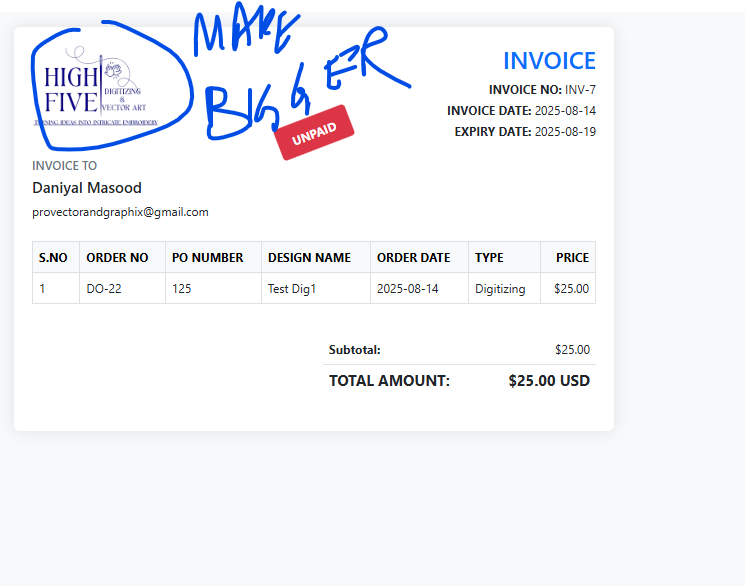 MAKE
BIGGER
HIGH
FIVE
DIGITIZING
&
VECTOR ART
TURNING IDEAS INTO INTRICATE EMBROIDERY
UNPAID
INVOICE
INVOICE NO: INV-7
INVOICE DATE: 2025-08-14
EXPIRY DATE: 2025-08-19
INVOICE TO
Daniyal Masood
provectorandgraphix@gmail.com
S.NO ORDER NO PO NUMBER DESIGN NAME ORDER DATE TYPE PRICE
1 DO-22 125 Test Dig1 2025-08-14 Digitizing $25.00
Subtotal: $25.00
TOTAL AMOUNT: $25.00 USD